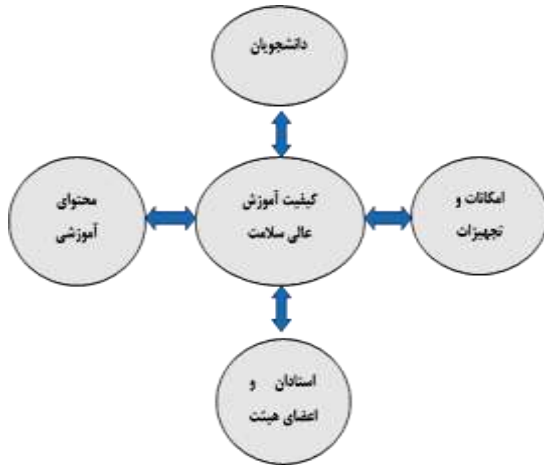 دانشجویان
امکانات و
تجهیزات
کیفیت آموزش
عالی سلامت
محتوای
آموزشی
استادان و
اعضای هیئت